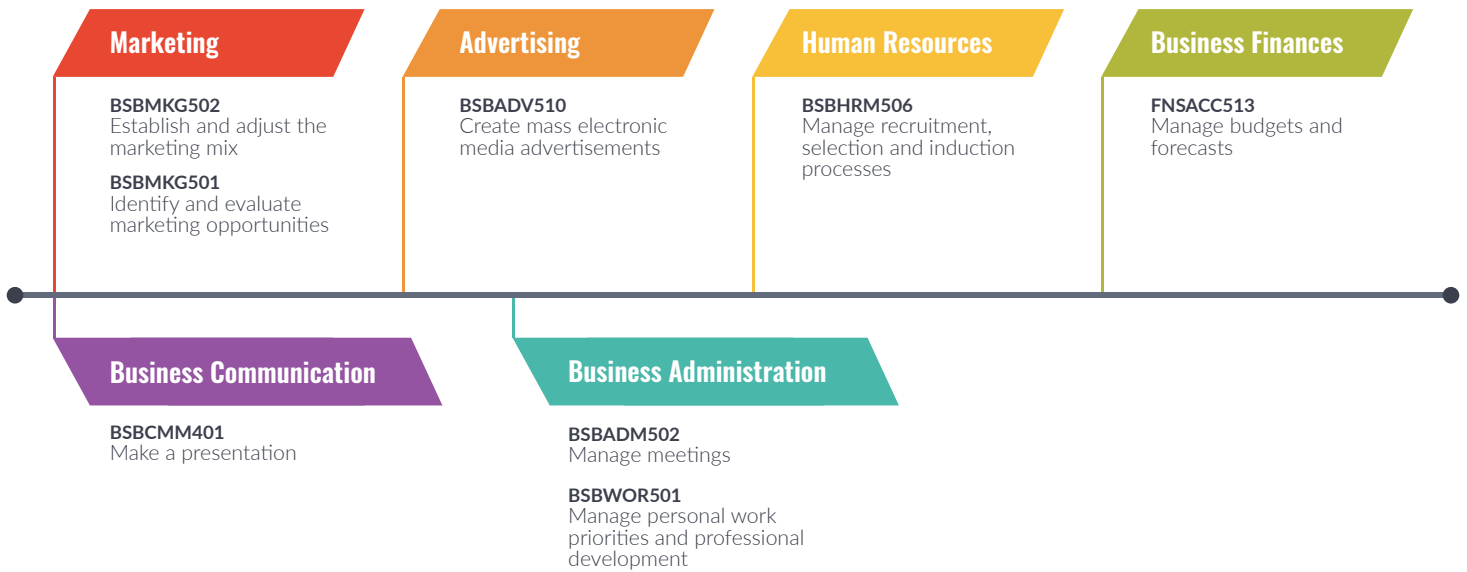 Marketing
BSBMKG502
Establish and adjust the
marketing mix
BSBMKG501
Identify and evaluate
marketing opportunities
Advertising
BSBADV510
Create mass electronic
media advertisements
Human Resources
BSBHRM506
Manage recruitment,
selection and induction
processes
Business Finances
FNSACC513
Manage budgets and
forecasts
Business Communication
BSBCMM401
Make a presentation
Business Administration
BSBADM502
Manage meetings
BSBWOR501
Manage personal work
priorities and professional
development